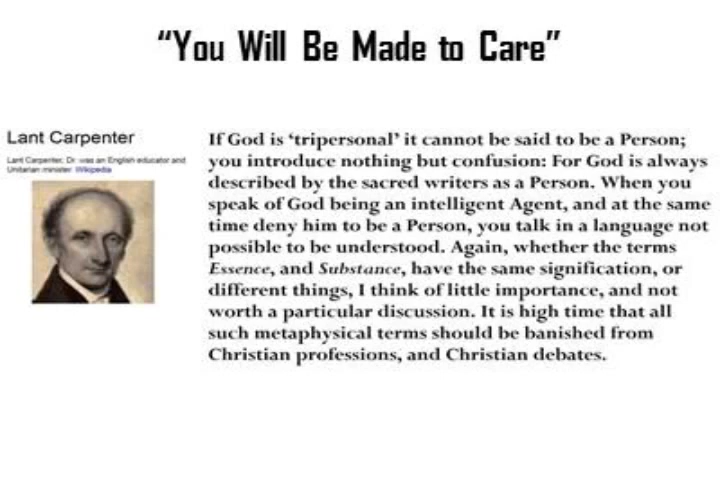 “You Will Be Made to Care”
Lant Carpenter
Lant Carpenter, Dr. was an English educator and
Unitarian minister. Wikipedia
If God is ‘tripersonal’ it cannot be said to be a Person;
you introduce nothing but confusion: For God is always
described by the sacred writers as a Person. When you
speak of God being an intelligent Agent, and at the same
time deny him to be a Person, you talk in a language not
possible to be understood. Again, whether the terms
Essence, and Substance, have the same signification, or
different things, I think of little importance, and not
worth a particular discussion. It is high time that all
such metaphysical terms should be banished from
Christian professions, and Christian debates.